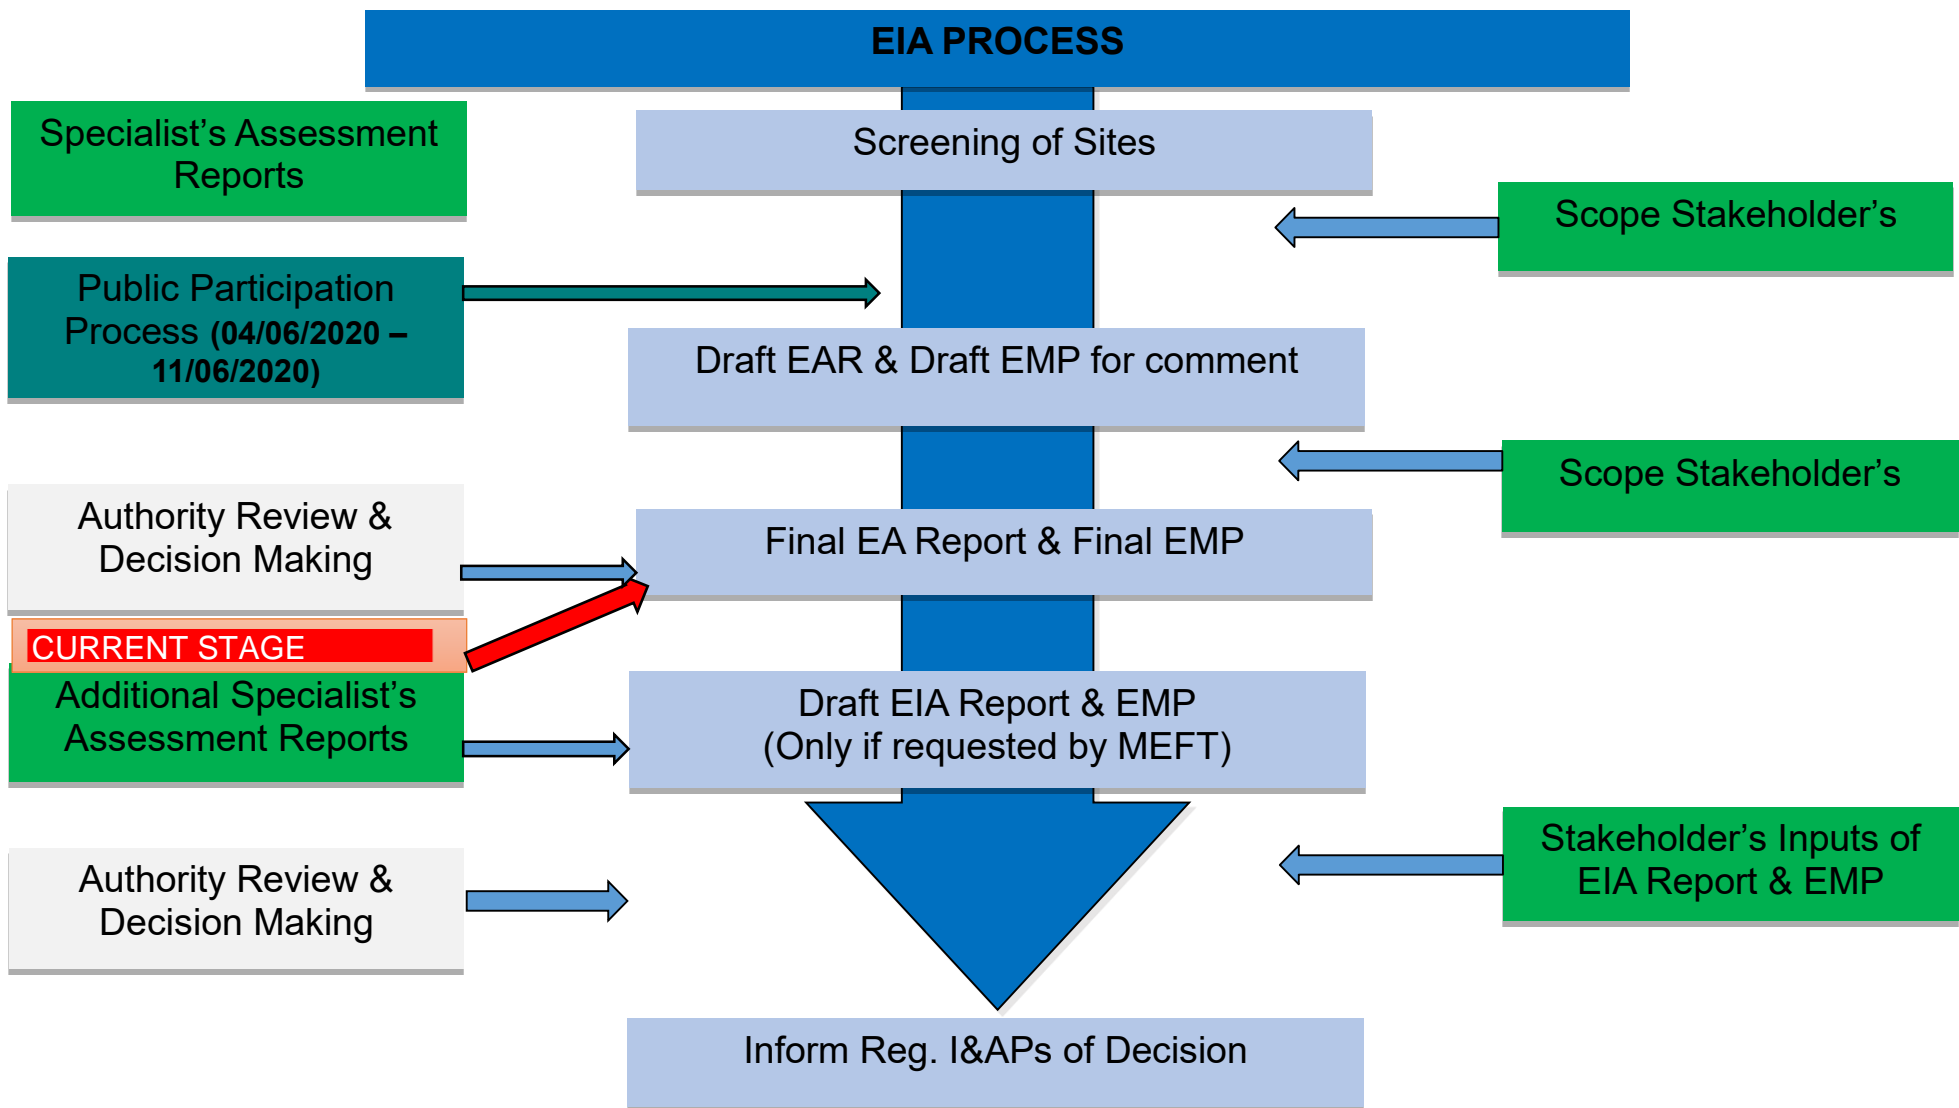 EIA PROCESS
Specialist’s Assessment
Reports
Screening of Sites
Scope Stakeholder’s
Public Participation
Process (04/06/2020 –
11/06/2020)
Draft EAR & Draft EMP for comment
Scope Stakeholder’s
Authority Review &
Decision Making
Final EA Report & Final EMP
CURRENT STAGE
Additional Specialist’s
Assessment Reports
Draft EIA Report & EMP
(Only if requested by MEFT)
Stakeholder’s Inputs of
EIA Report & EMP
Authority Review &
Decision Making
Inform Reg. I&APs of Decision